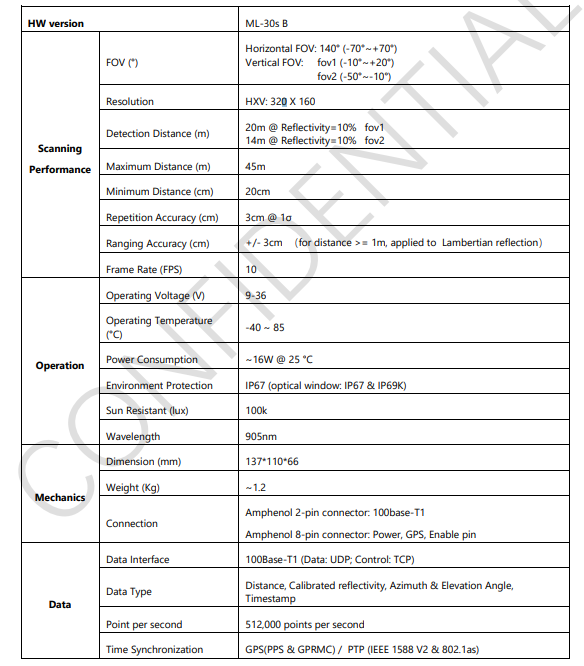 HW version ML-30s B
Scanning
Performance
FOV (°)
Horizontal FOV: 140° (-70°~+70°)
Vertical FOV: fov1 (-10°~+20°)
fov2 (-50°~-10°)
Resolution HXV: 320 X 160
Detection Distance (m)
20m @ Reflectivity=10% fov1
14m @ Reflectivity=10% fov2
Maximum Distance (m) 45m
Minimum Distance (cm) 20cm
Repetition Accuracy (cm) 3cm @ 1σ
Ranging Accuracy (cm) +/- 3cm （for distance >= 1m, applied to Lambertian reflection）
Frame Rate (FPS) 10
Operation
Operating Voltage (V) 9-36
Operating Temperature
(°C)
-40 ~ 85
Power Consumption ~16W @ 25 °C
Environment Protection IP67 (optical window: IP67 & IP69K)
Sun Resistant (lux) 100k
Wavelength 905nm
Mechanics
Dimension (mm) 137*110*66
Weight (Kg) ~1.2
Connection
Amphenol 2-pin connector: 100base-T1
Amphenol 8-pin connector: Power, GPS, Enable pin
Data
Data Interface 100Base-T1 (Data: UDP; Control: TCP)
Data Type
Distance, Calibrated reflectivity, Azimuth & Elevation Angle,
Timestamp
Point per second 512,000 points per second
Time Synchronization GPS(PPS & GPRMC) / PTP (IEEE 1588 V2 & 802.1as)
CONFIDENTIAL